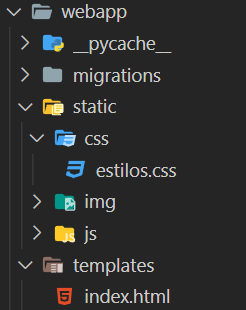 webapp
__pycache__
migrations
static
css
estilos.css
img
js
templates
index.html